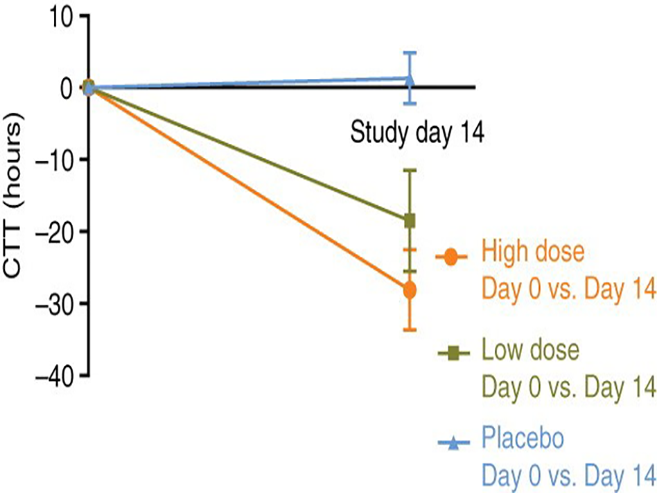 10
0
−10
−20
−30
−40
CTT (hours)
Study day 14
High dose
Day 0 vs. Day 14
Low dose
Day 0 vs. Day 14
Placebo
Day 0 vs. Day 14